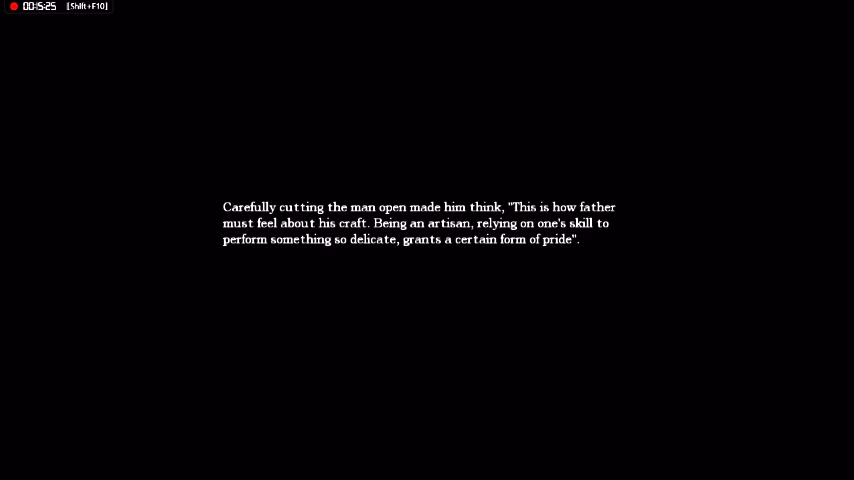 00:15:25 [Shift+F10]
Carefully cutting the man open made him think, "This is how father
must feel about his craft. Being an artisan, relying on one's skill to
perform something so delicate, grants a certain form of pride".